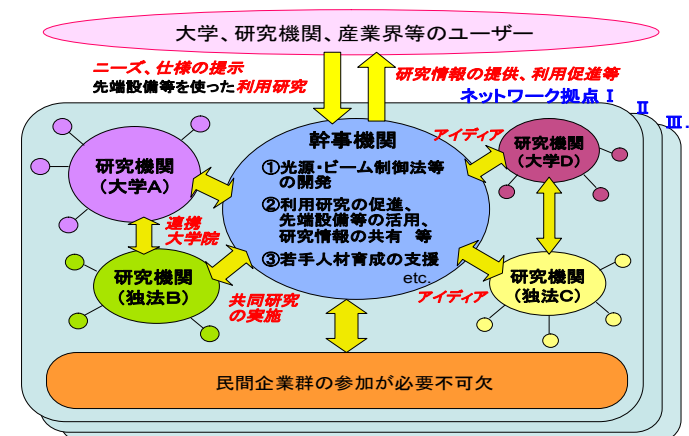 大学、研究機関、産業界等のユーザー
ニーズ、仕様の提示
先端設備等を使った利用研究
研究情報の提供、利用促進等
ネットワーク拠点Ⅰ
Ⅱ
Ⅲ.
幹事機関
①光源・ビーム制御法等
の開発
②利用研究の促進、
先端設備等の活用、
研究情報の共有 等
③若手人材育成の支援
etc.
研究機関
(大学A)
アイディア
研究機関
(大学D)
連携
大学院
研究機関
(独法B)
共同研究
の実施
アイディア
研究機関
(独法C)
民間企業群の参加が必要不可欠